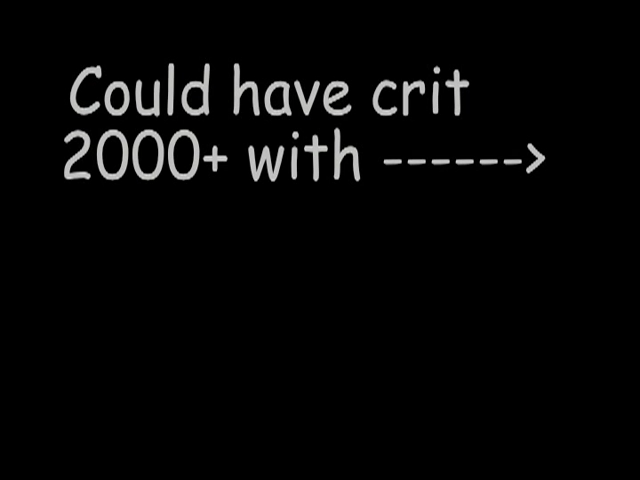 Could have crit
2000+ with ------>